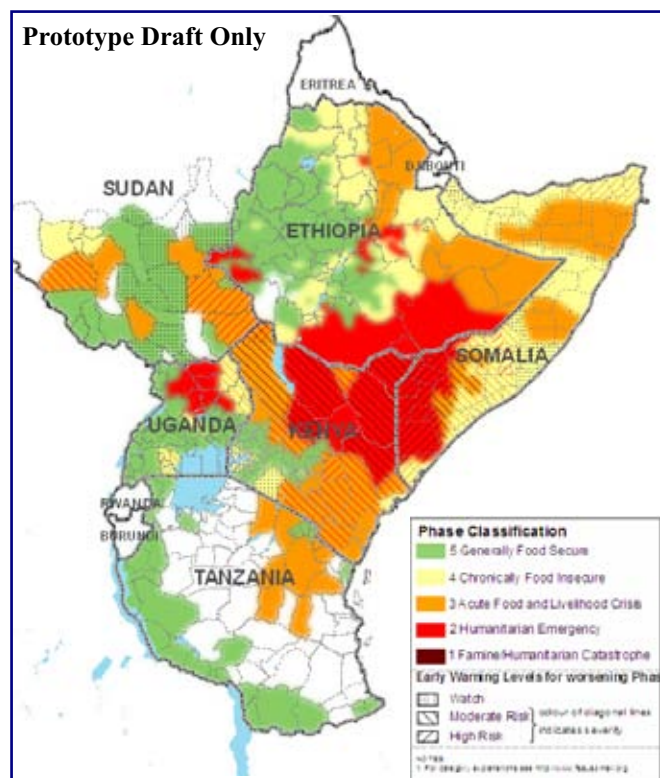 Prototype Draft Only
ERITREA
DJIBOUTI
SUDAN
ETHIOPIA
SOMALIA
UGANDA
KENYA
RWANDA
BURUNDI
TANZANIA
Phase Classification
5 Generally Food Secure
4 Chronically Food Insecure
3 Acute Food and Livelihood Crisis
2 Humanitarian Emergency
1 Famine/Humanitarian Catastrophe
Early Warning Levels for worsening Phas
Watch
Moderate Risk
High Risk
colour of diagonal lines
indicates severity